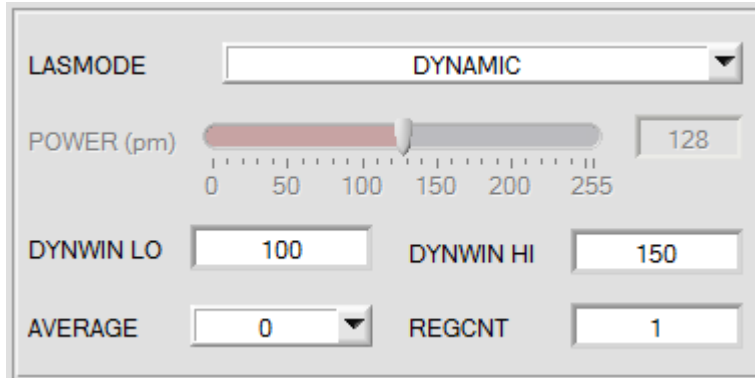 LASMODE DYNAMIC
POWER (pm) 128
0 50 100 150 200 255
DYNWIN LO 100 DYNWIN HI 150
AVERAGE 0 REGCNT 1